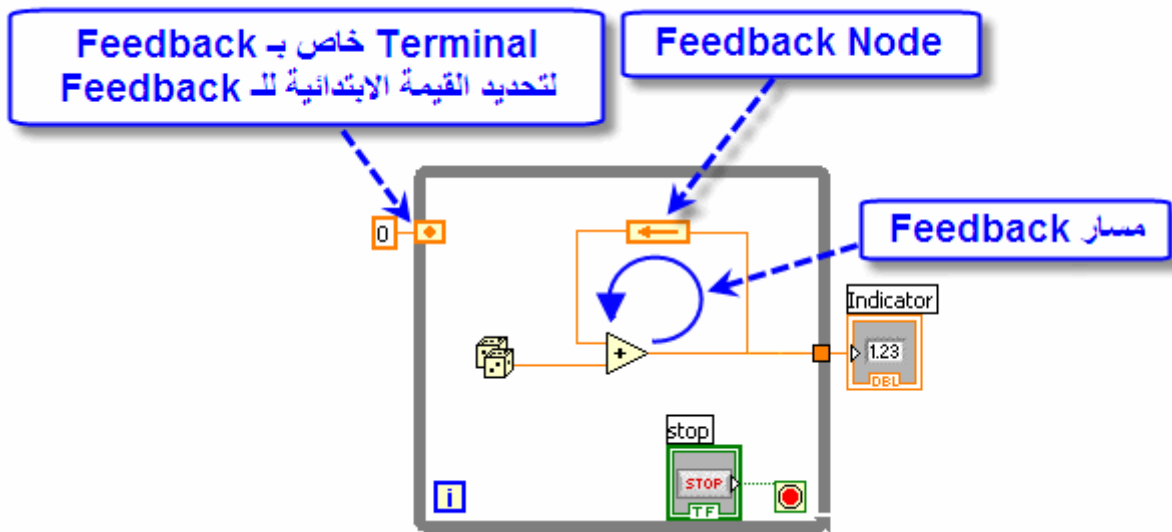 Terminal خاص بـ Feedback
لتحديد القيمة الابتدائية للـ Feedback
Feedback Node
0
مسار Feedback
Indicator
1.23
DBL
+
stop
STOP
TF
i